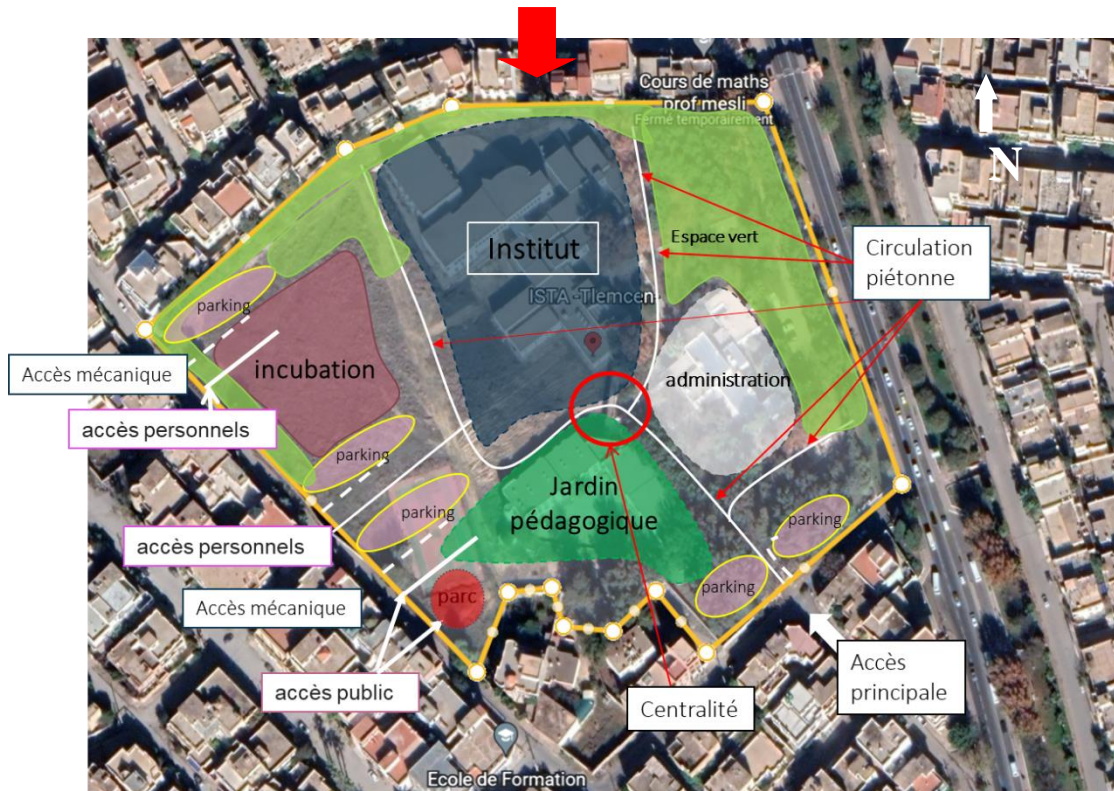 Cours de maths
prof mesli
Fermé temporairement
N
Institut
Espace vert
Circulation
piétonne
ISTA -Tlemcen
parking
incubation
administration
Accès mécanique
accès personnels
parking
parking
Jardin
pédagogique
parking
accès personnels
parking
Accès mécanique
parc
accès public
Centralité
Accès
principale
Ecole de Formation